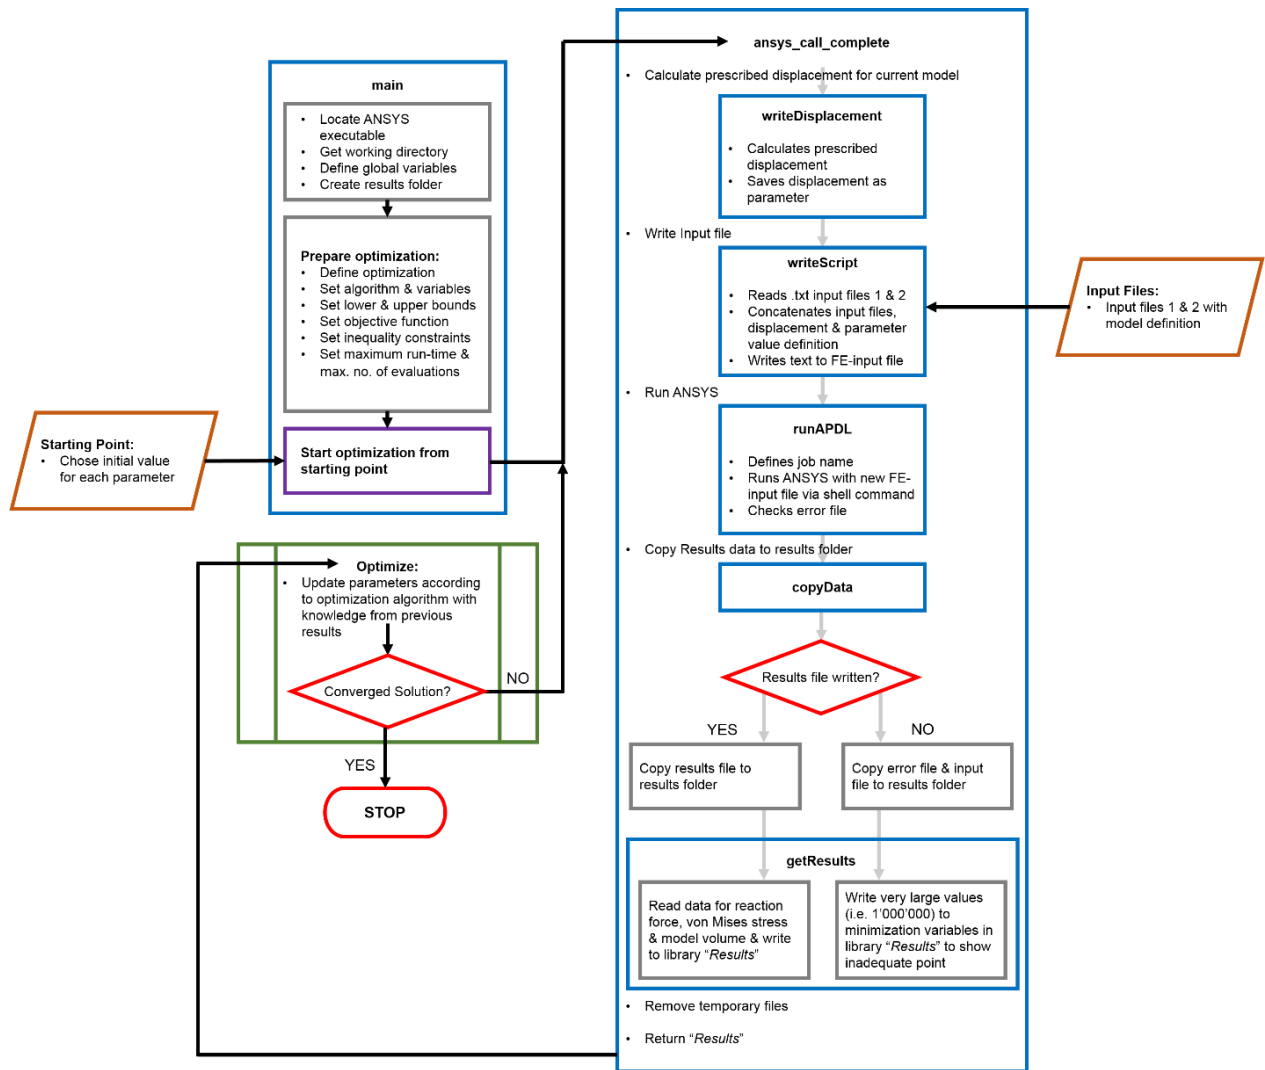 main
• Locate ANSYS
executable
• Get working directory
• Define global variables
• Create results folder
Prepare optimization:
• Define optimization
• Set algorithm & variables
• Set lower & upper bounds
• Set objective function
• Set inequality constraints
• Set maximum run-time &
max. no. of evaluations
Starting Point:
• Chose initial value
for each parameter
Start optimization from
starting point
Optimize:
• Update parameters according
to optimization algorithm with
knowledge from previous
results
Converged Solution?
NO
YES
STOP
ansys_call_complete
• Calculate prescribed displacement for current model
writeDisplacement
• Calculates prescribed
displacement
• Saves displacement as
parameter
• Write Input file
writeScript
• Reads .txt input files 1 & 2
• Concatenates input files,
displacement & parameter
value definition
• Writes text to FE-input file
Input Files:
• Input files 1 & 2 with
model definition
• Run ANSYS
runAPDL
• Defines job name
• Runs ANSYS with new FE-
input file via shell command
• Checks error file
• Copy Results data to results folder
copyData
Results file written?
YES
NO
Copy results file to
results folder
Copy error file & input
file to results folder
getResults
Read data for reaction
force, von Mises stress
& model volume & write
to library “Results”
Write very large values
(i.e. 1’000’000) to
minimization variables in
library “Results” to show
inadequate point
• Remove temporary files
• Return “Results”